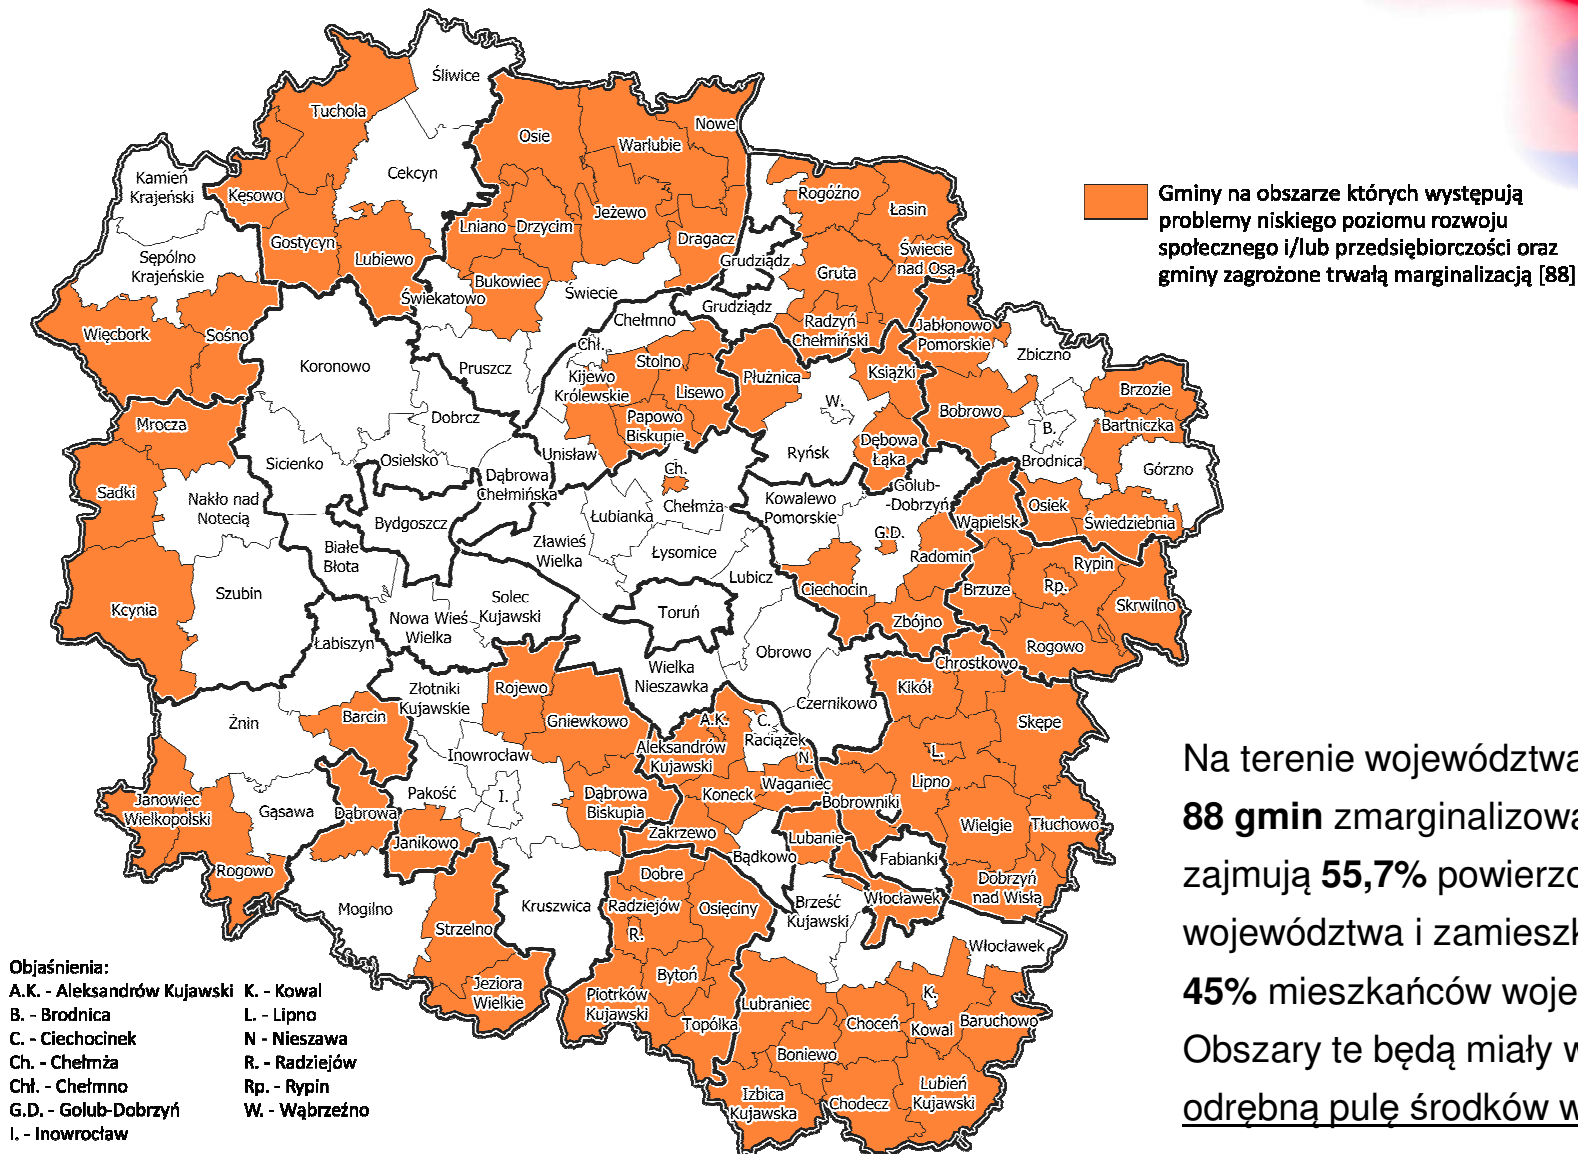 Śliwice
Tuchola
Nowe
Osie
Warlubie
Cekcyn
Kamień
Krajeński
Kęsowo
Rogóźno
Łasin
Jeżewo
Lniano
Drzycim
Gostycyn
Dragacz
Sępólno
Krajeńskie
Lubiewo
Świecie
nad Osą
Grudziądz
Gruta
Bukowiec
Świecie
Świekatowo
Grudziądz
Chełmno
Radzyń
Chełmiński
Jabłonowo
Pomorskie
Więcbork
Sośno
Zbiczno
Chł.
Stolno
Koronowo
Pruszcz
Kijewo
Królewskie
Płużnica
Książki
Lisewo
Brzozie
W.
Bobrowo
Dobrcz
Papowo
Biskupie
Mrocza
Bartniczka
B.
Dębowa
Łąka
Ryńsk
Unisław
Osielsko
Sicienko
Brodnica
Górzno
Ch.
Dąbrowa
Chełmińska
Golub-
-Dobrzyń
Sadki
Nakło nad
Notecią
Kowalewo
Pomorskie
Chełmża
Osiek
Łubianka
Bydgoszcz
Wąpielsk
Świedziebnia
G.D.
Zławieś
Wielka
Łysomice
Białe
Błota
Radomin
Rypin
Lubicz
Rp.
Szubin
Ciechocin
Brzuze
Solec
Kujawski
Skrwilno
Kcynia
Toruń
Nowa Wieś
Wielka
Zbójno
Łabiszyn
Rogowo
Obrowo
Chrostkowo
Wielka
Nieszawka
Złotniki
Kujawskie
Rojewo
Kikół
Czernikowo
Barcin
Żnin
Gniewkowo
A.K.
C.
Skępe
Raciążek
Inowrocław
Aleksandrów
Kujawski
N.
L.
Lipno
Waganiec
Pakość
I.
Dąbrowa
Biskupia
Koneck
Bobrowniki
Janowiec
Wielkopolski
Gąsawa
Dąbrowa
Wielgie
Tłuchowo
Zakrzewo
Lubanie
Janikowo
Bądkowo
Fabianki
Rogowo
Dobre
Dobrzyń
nad Wisłą
Mogilno
Kruszwica
Radziejów
Osięciny
Brześć
Kujawski
Włocławek
R.
Strzelno
Włocławek
Bytoń
Jeziora
Wielkie
Piotrków
Kujawski
Lubraniec
K.
Topólka
Choceń
Kowal
Baruchowo
Boniewo
Izbica
Kujawska
Chodecz
Lubień
Kujawski
Gminy na obszarze których występują
problemy niskiego poziomu rozwoju
społecznego i/lub przedsiębiorczości oraz
gminy zagrożone trwałą marginalizacją [88]
Na terenie województwa
88 gmin zmarginalizowa
zajmują 55,7% powierzc
województwa i zamieszk
45% mieszkańców woje
Obszary te będą miały w
odrębną pulę środków w
Objaśnienia:
A.K. - Aleksandrów Kujawski
B. - Brodnica
C. - Ciechocinek
Ch. - Chełmża
Chł. - Chełmno
G.D. - Golub-Dobrzyń
I. - Inowrocław
K. - Kowal
L. - Lipno
N - Nieszawa
R. - Radziejów
Rp. - Rypin
W. - Wąbrzeźno